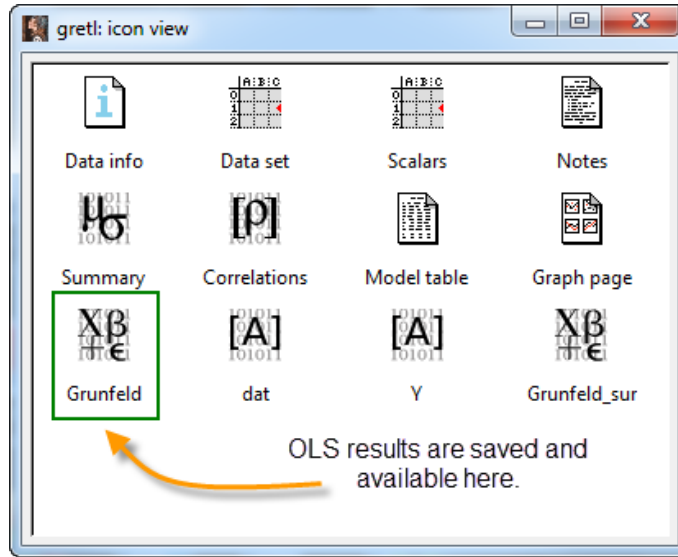 gretl: icon view
Data info
Data set
Scalars
Notes
Summary
Correlations
Model table
Graph page
Grunfeld
dat
Y
Grunfeld_sur
OLS results are saved and
available here.